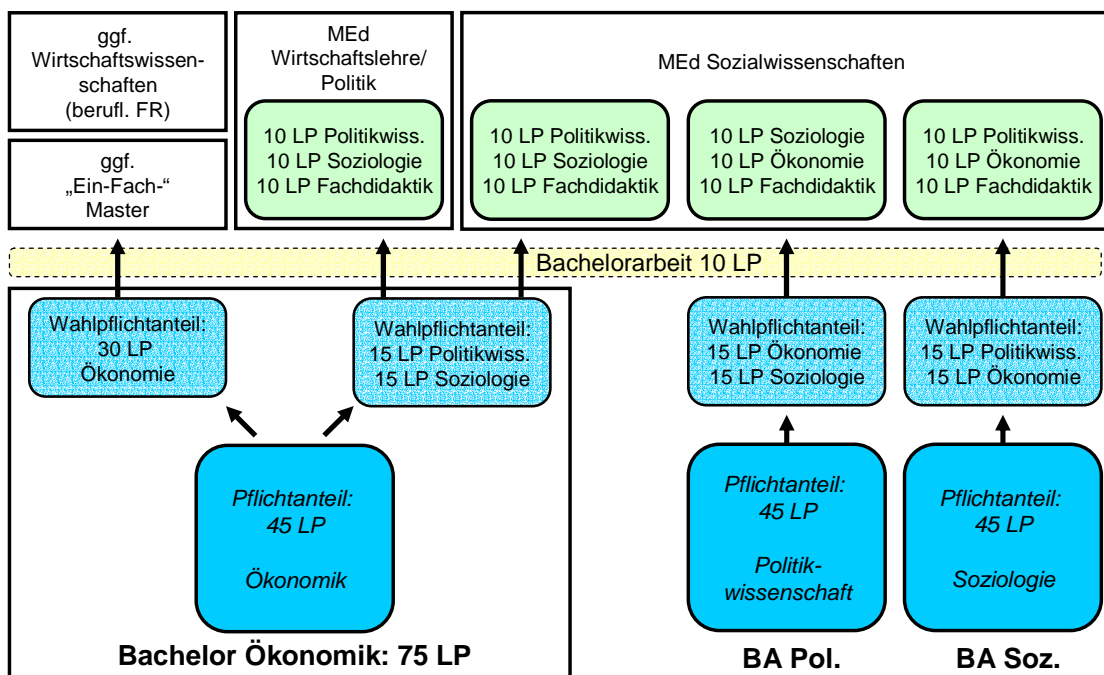 ggf.
Wirtschaftswissen-
schaften
(berufl. FR)
ggf.
„Ein-Fach-“
Master
MEd
Wirtschaftslehre/
Politik
10 LP Politikwiss.
10 LP Soziologie
10 LP Fachdidaktik
MEd Sozialwissenschaften
10 LP Politikwiss.
10 LP Soziologie
10 LP Fachdidaktik
10 LP Soziologie
10 LP Ökonomie
10 LP Fachdidaktik
10 LP Politikwiss.
10 LP Ökonomie
10 LP Fachdidaktik
Bachelorarbeit 10 LP
Wahlpflichtanteil:
30 LP
Ökonomie
Wahlpflichtanteil:
15 LP Politikwiss.
15 LP Soziologie
Wahlpflichtanteil:
15 LP Ökonomie
15 LP Soziologie
Wahlpflichtanteil:
15 LP Politikwiss.
15 LP Ökonomie
Pflichtanteil:
45 LP
Ökonomik
Pflichtanteil:
45 LP
Politik-
wissenschaft
Pflichtanteil:
45 LP
Soziologie
Bachelor Ökonomik: 75 LP
BA Pol.
BA Soz.